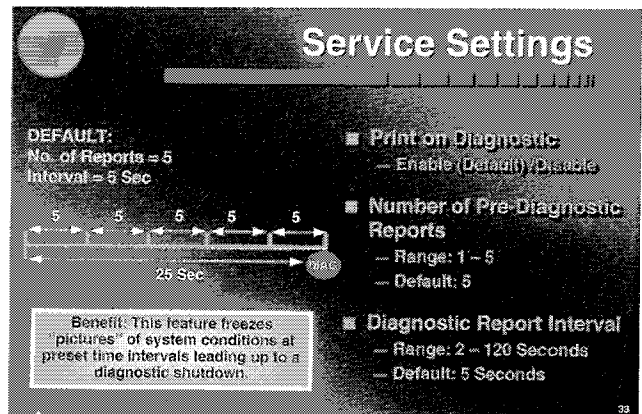 Service Settings
DEFAULT:
No. of Reports = 5
Interval = 5 Sec
5 5 5 5 5
25 Sec
DIAG
Benefit: This feature freezes
"pictures" of system conditions at
preset time intervals leading up to a
diagnostic shutdown.
■ Print on Diagnostic
– Enable (Default) /Disable
■ Number of Pre-Diagnostic
Reports
– Range: 1 – 5
– Default: 5
■ Diagnostic Report Interval
– Range: 2 – 120 Seconds
– Default: 5 Seconds
33